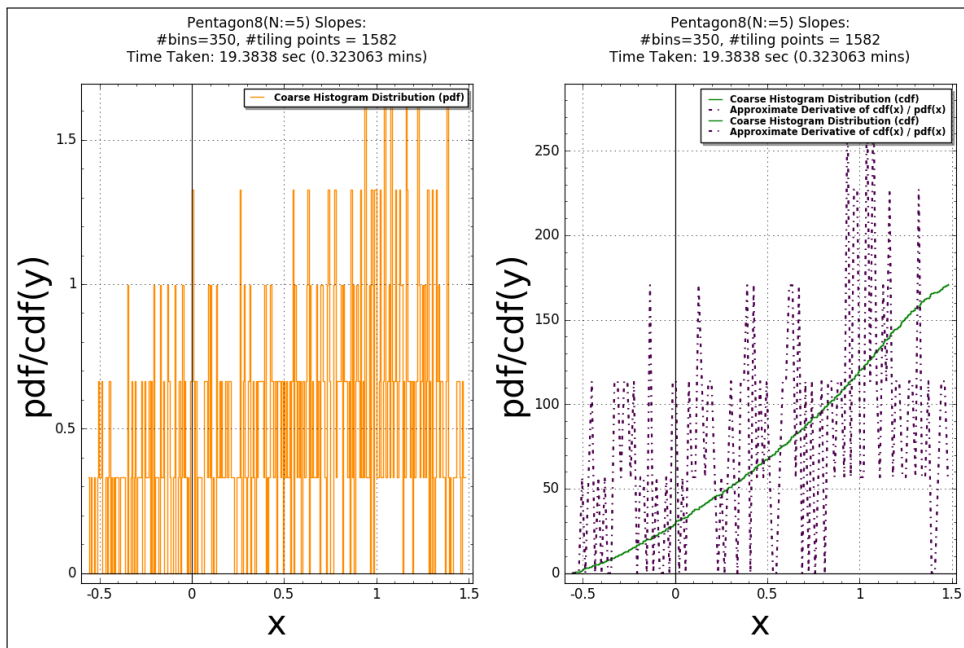 Pentagon8(N:=5) Slopes:
#bins=350, #tiling points = 1582
Time Taken: 19.3838 sec (0.323063 mins)
Coarse Histogram Distribution (pdf)
pdf/cdf(y)
1.5
1
0.5
0
-0.5
0
0.5
1
1.5
x
Pentagon8(N:=5) Slopes:
#bins=350, #tiling points = 1582
Time Taken: 19.3838 sec (0.323063 mins)
Coarse Histogram Distribution (cdf)
Approximate Derivative of cdf(x) / pdf(x)
Coarse Histogram Distribution (cdf)
Approximate Derivative of cdf(x) / pdf(x)
pdf/cdf(y)
250
200
150
100
50
0
-0.5
0
0.5
1
1.5
x